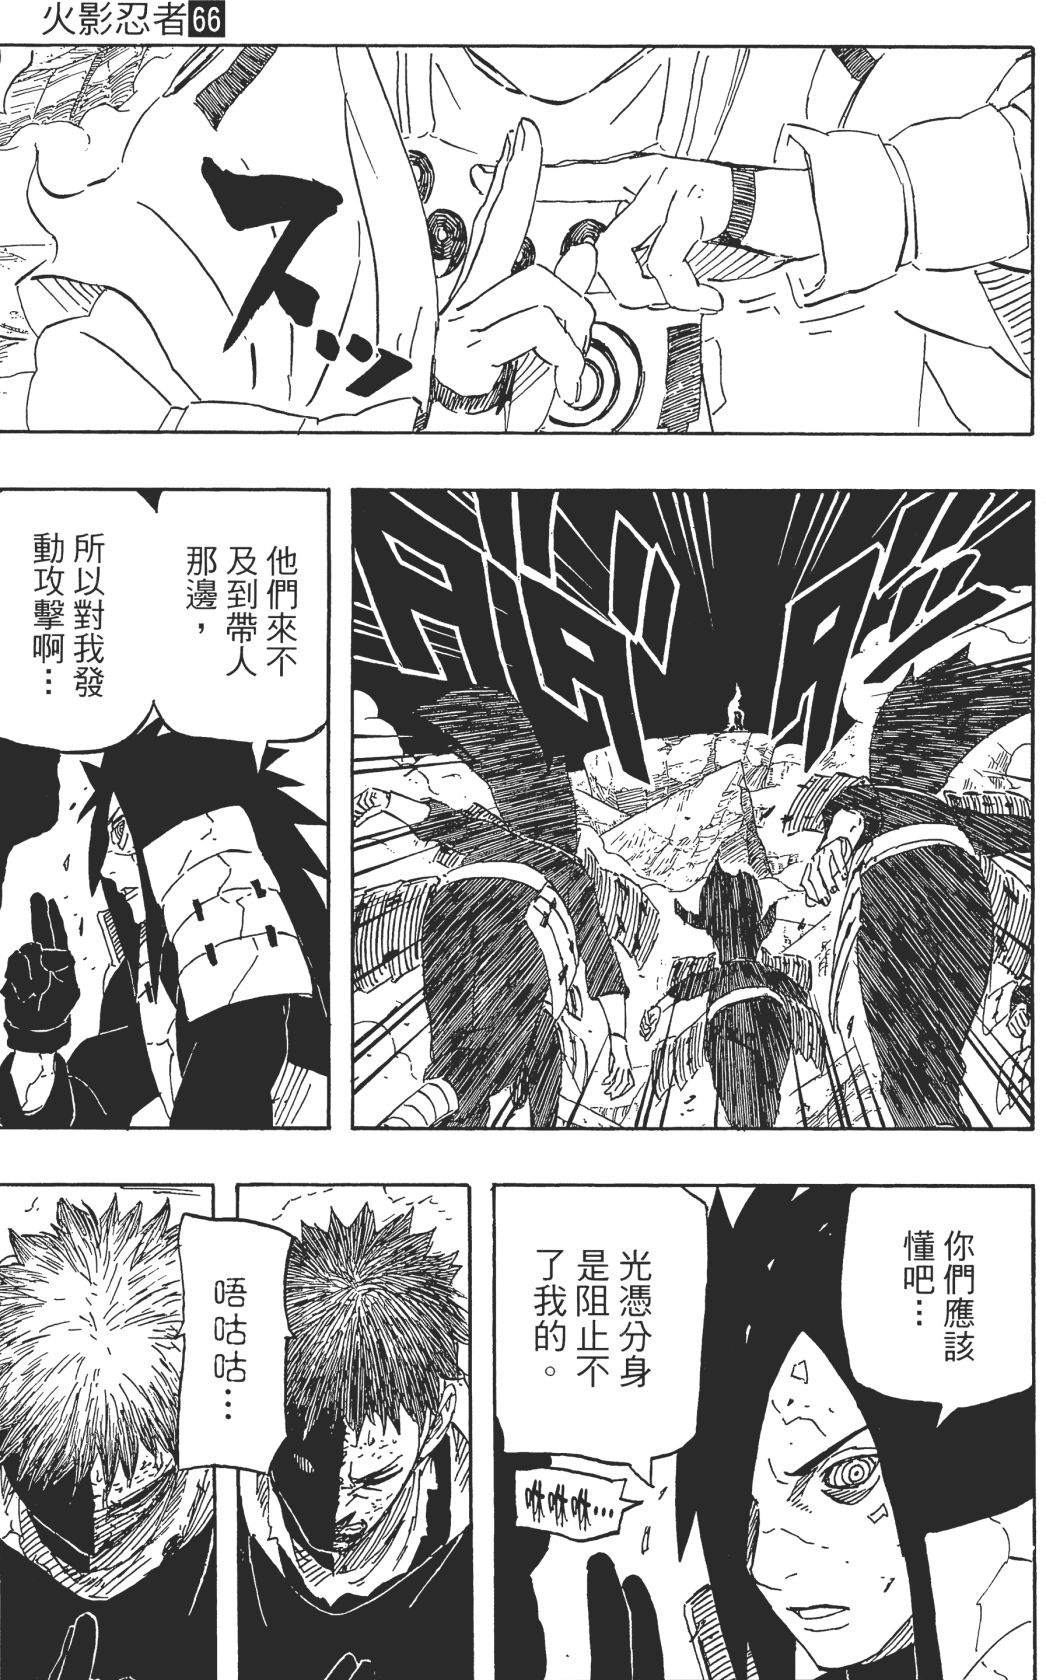 火影忍者66
ズッ
他們來不
及到帶人
那邊，
所以對我發
動攻擊啊…
你們應該
懂吧…
光憑分身
是阻止不
了我的。
咻咻咻…
唔咕咕…